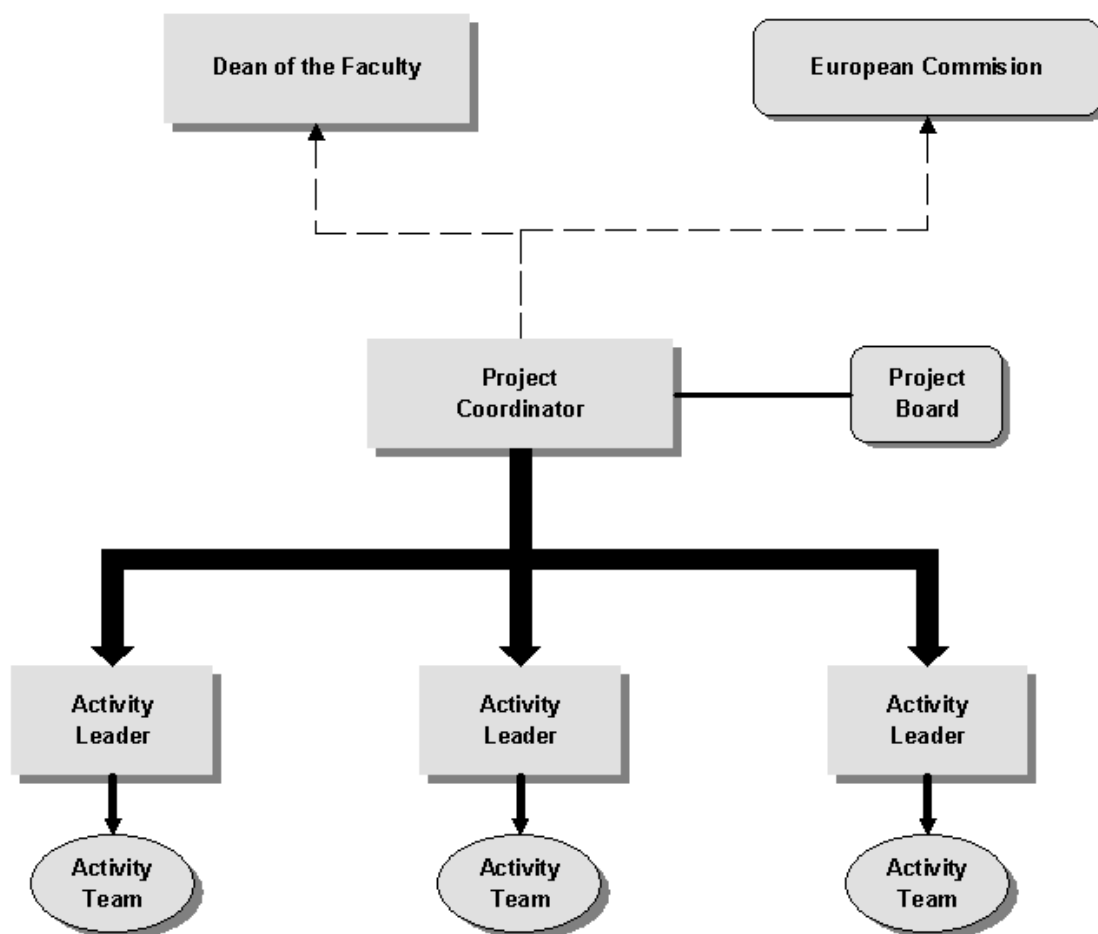 Dean of the Faculty
European Commision
Project
Coordinator
Project
Board
Activity
Leader
Activity
Leader
Activity
Leader
Activity
Team
Activity
Team
Activity
Team